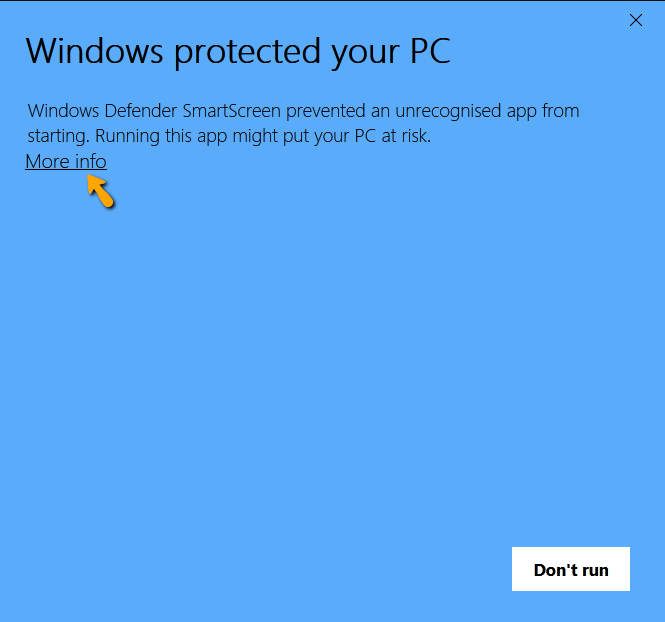 Windows protected your PC
Windows Defender SmartScreen prevented an unrecognised app from
starting. Running this app might put your PC at risk.
More info
Don't run